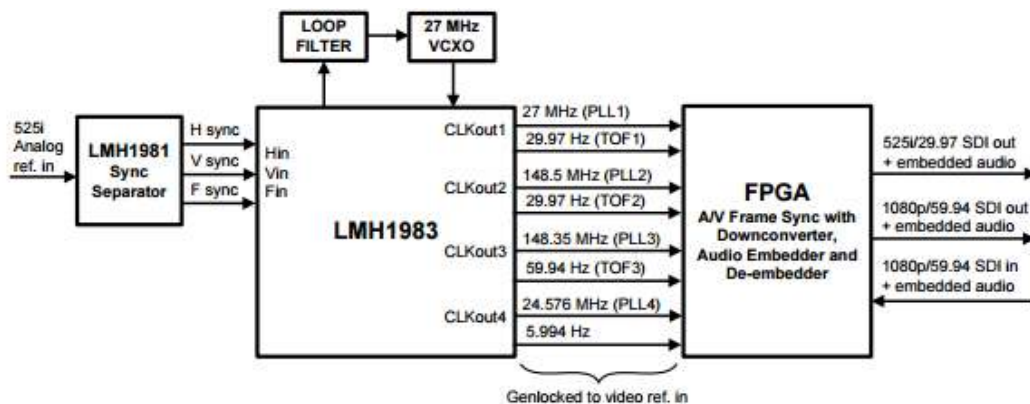 LOOP
FILTER
27 MHz
VCXO
525i
Analog
ref. in
LMH1981
Sync
Separator
H sync
V sync
F sync
Hin
Vin
Fin
LMH1983
CLKout1
CLKout2
CLKout3
CLKout4
27 MHz (PLL1)
29.97 Hz (TOF1)
148.5 MHz (PLL2)
29.97 Hz (TOF2)
148.35 MHz (PLL3)
59.94 Hz (TOF3)
24.576 MHz (PLL4)
5.994 Hz
FPGA
A/V Frame Sync with
Downconverter,
Audio Embedder and
De-embedder
525i/29.97 SDI out
+ embedded audio
1080p/59.94 SDI out
+ embedded audio
1080p/59.94 SDI in
+ embedded audio
Genlocked to video ref. in